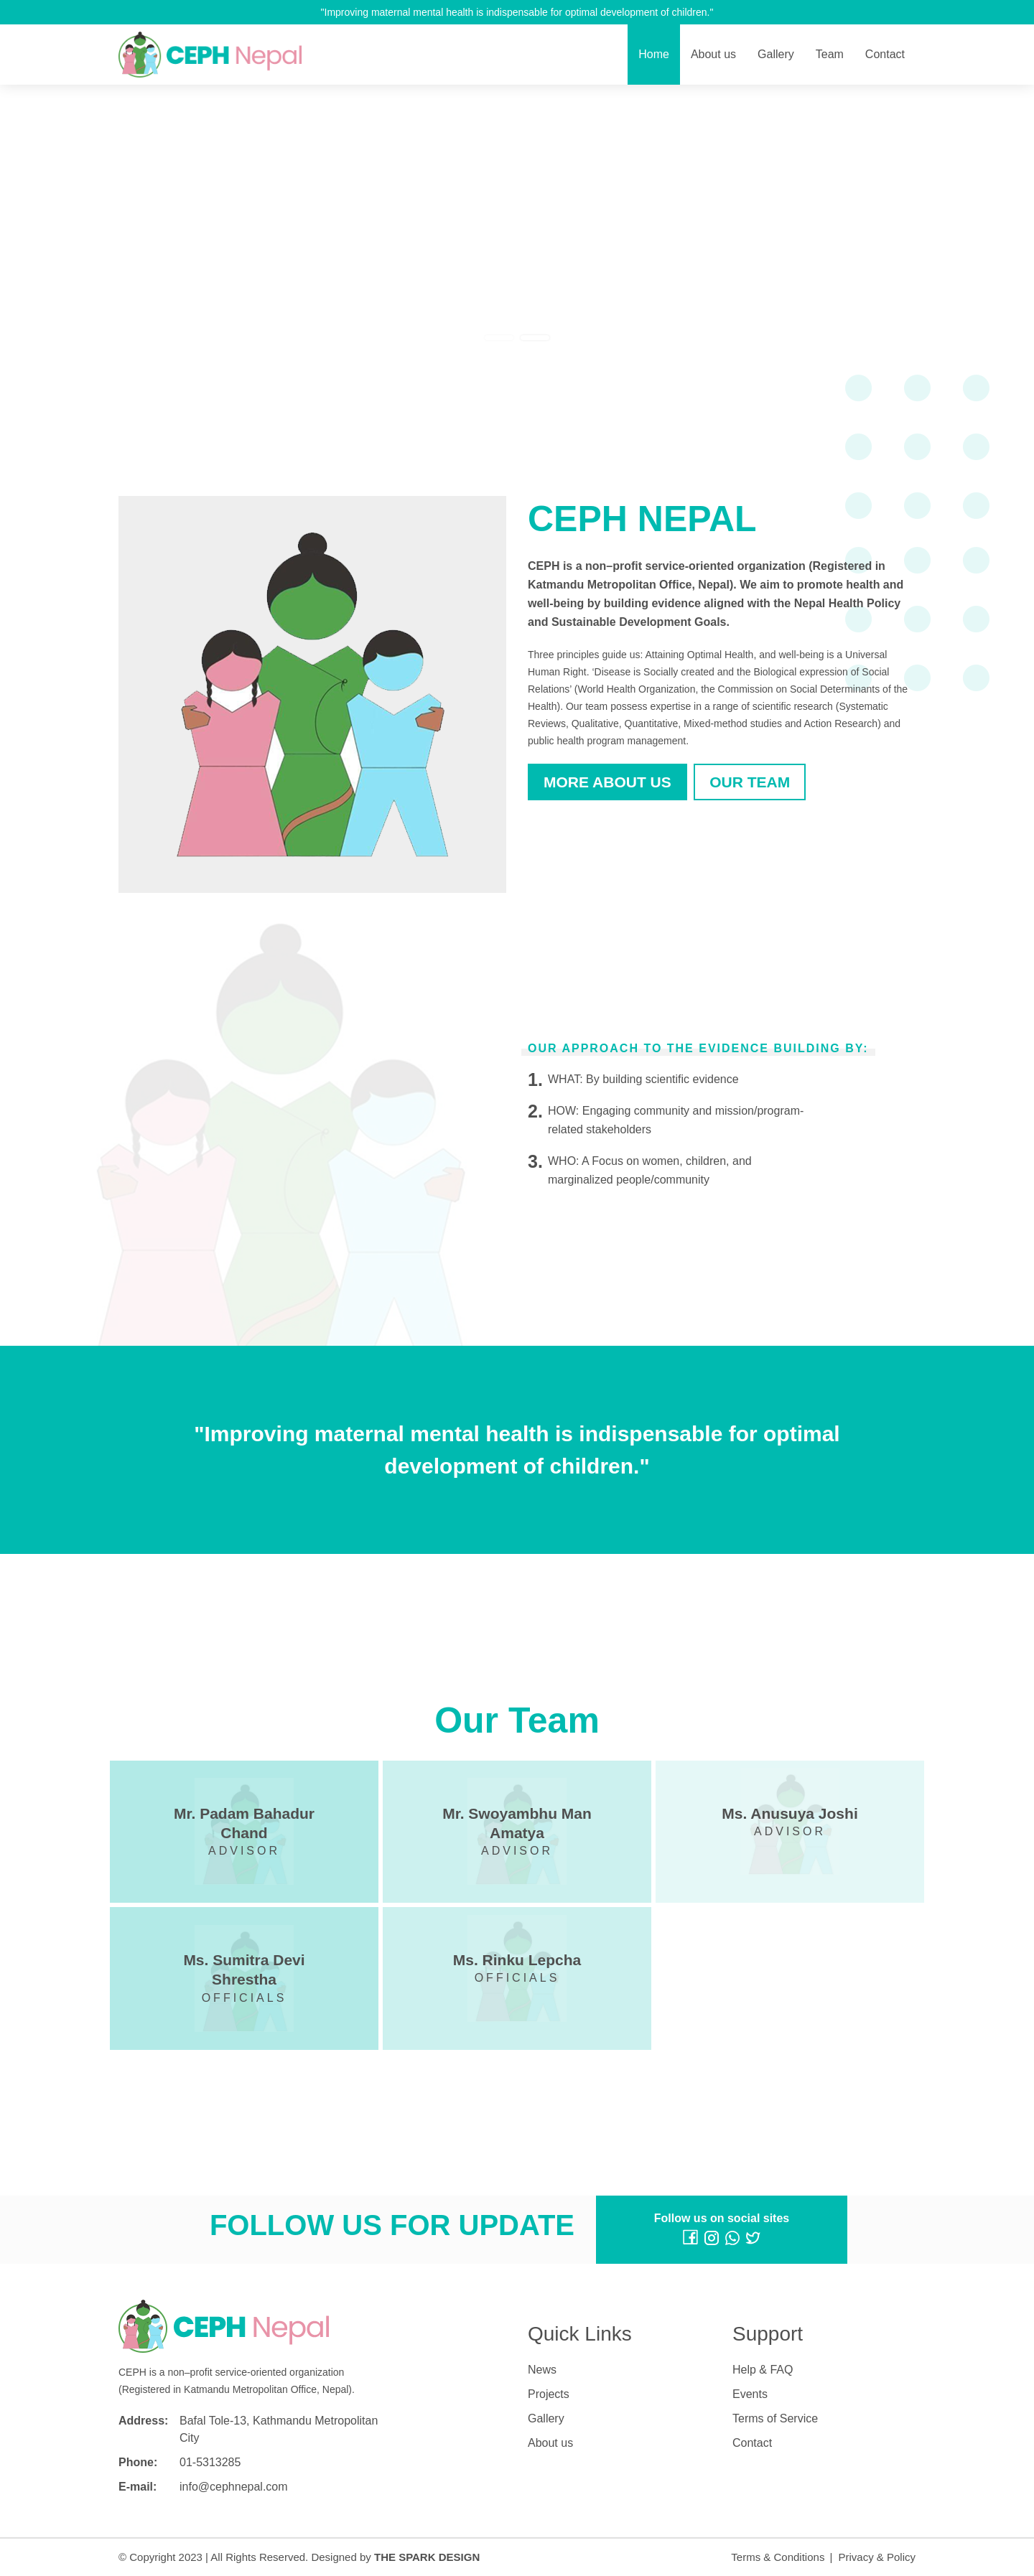 "Improving maternal mental health is indispensable for optimal development of children."
CEPH Nepal
Home About us Gallery Team Contact
CEPH NEPAL
CEPH is a non–profit service-oriented organization (Registered in
Katmandu Metropolitan Office, Nepal). We aim to promote health and
well-being by building evidence aligned with the Nepal Health Policy
and Sustainable Development Goals.
Three principles guide us: Attaining Optimal Health, and well-being is a Universal
Human Right. ‘Disease is Socially created and the Biological expression of Social
Relations’ (World Health Organization, the Commission on Social Determinants of the
Health). Our team possess expertise in a range of scientific research (Systematic
Reviews, Qualitative, Quantitative, Mixed-method studies and Action Research) and
public health program management.
MORE ABOUT US OUR TEAM
OUR APPROACH TO THE EVIDENCE BUILDING BY:
1. WHAT: By building scientific evidence
2. HOW: Engaging community and mission/program-
related stakeholders
3. WHO: A Focus on women, children, and
marginalized people/community
"Improving maternal mental health is indispensable for optimal
development of children."
Our Team
Mr. Padam Bahadur
Chand
ADVISOR
Mr. Swoyambhu Man
Amatya
ADVISOR
Ms. Anusuya Joshi
ADVISOR
Ms. Sumitra Devi
Shrestha
OFFICIALS
Ms. Rinku Lepcha
OFFICIALS
FOLLOW US FOR UPDATE
Follow us on social sites
CEPH Nepal
CEPH is a non–profit service-oriented organization
(Registered in Katmandu Metropolitan Office, Nepal).
Address: Bafal Tole-13, Kathmandu Metropolitan
City
Phone: 01-5313285
E-mail: info@cephnepal.com
Quick Links
News
Projects
Gallery
About us
Support
Help & FAQ
Events
Terms of Service
Contact
© Copyright 2023 | All Rights Reserved. Designed by THE SPARK DESIGN
Terms & Conditions | Privacy & Policy